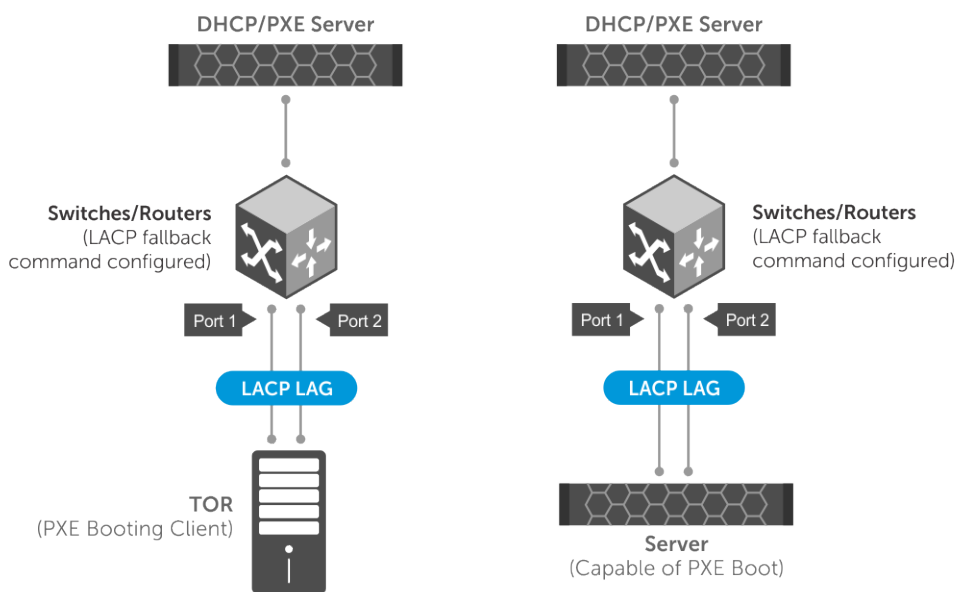 DHCP/PXE Server
Switches/Routers
(LACP fallback
command configured)
Port 1
Port 2
LACP LAG
TOR
(PXE Booting Client)
DHCP/PXE Server
Switches/Routers
(LACP fallback
command configured)
Port 1
Port 2
LACP LAG
Server
(Capable of PXE Boot)